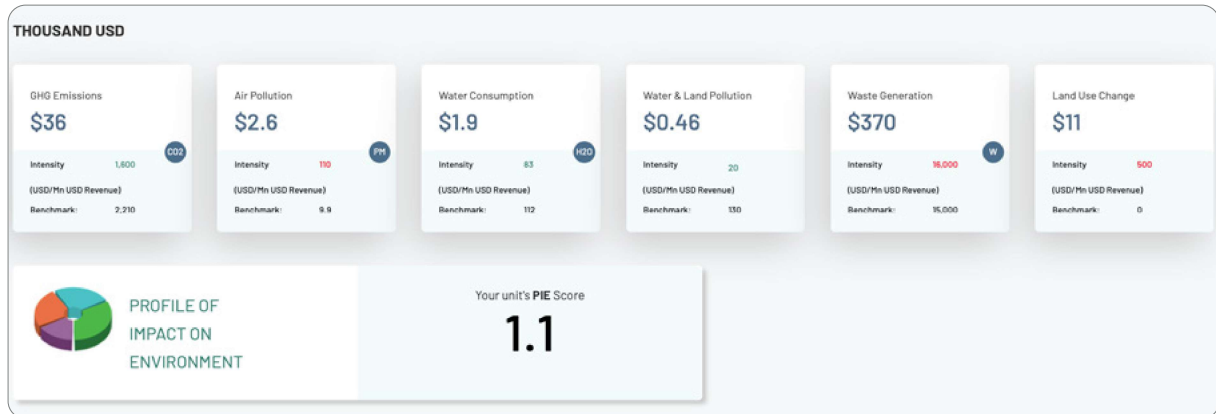 THOUSAND USD
GHG Emissions
$36
CO2
Intensity 1,600
(USD/Mn USD Revenue)
Benchmark: 2,210
Air Pollution
$2.6
PM
Intensity 110
(USD/Mn USD Revenue)
Benchmark: 9.9
Water Consumption
$1.9
H2O
Intensity 63
(USD/Mn USD Revenue)
Benchmark: 112
Water & Land Pollution
$0.46
Intensity 20
(USD/Mn USD Revenue)
Benchmark: 130
Waste Generation
$370
W
Intensity 16,000
(USD/Mn USD Revenue)
Benchmark: 15,000
Land Use Change
$11
Intensity 500
(USD/Mn USD Revenue)
Benchmark: 0
PROFILE OF
IMPACT ON
ENVIRONMENT
Your unit's PIE Score
1.1